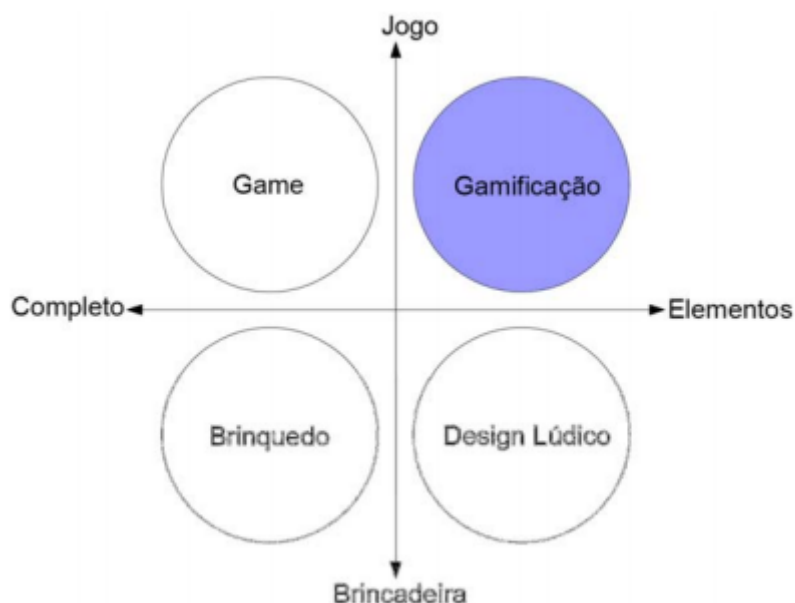 Jogo
Game
Gamificação
Completo
Elementos
Brinquedo
Design Lúdico
Brincadeira